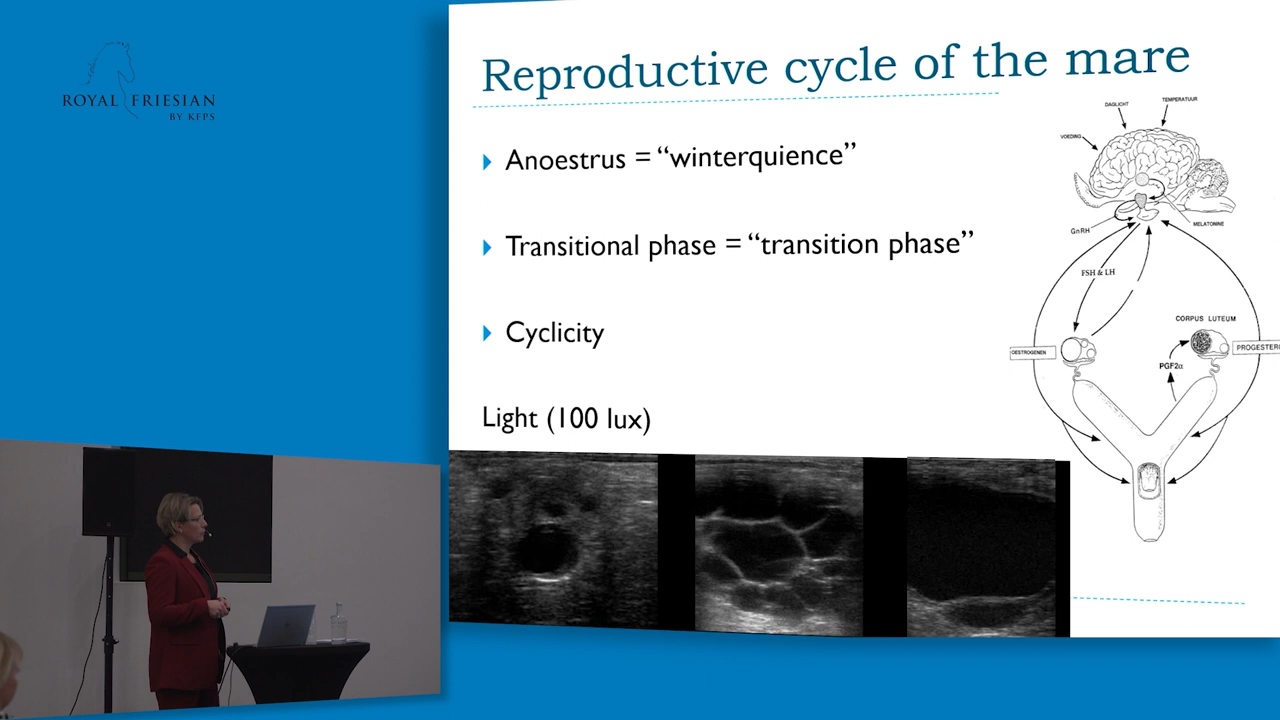 ROYAL FRIESIAN
BY KFPS
Reproductive cycle of the mare
Anoestrus = “winterquience”
Transitional phase = “transition phase”
Cyclicity
Light (100 lux)
DAGLICHT
TEMPERATUUR
VOEDING
GnRH
MELATONINE
FSH & LH
CORPUS LUTEUM
OESTROGENEN
PROGESTER
PGF2α